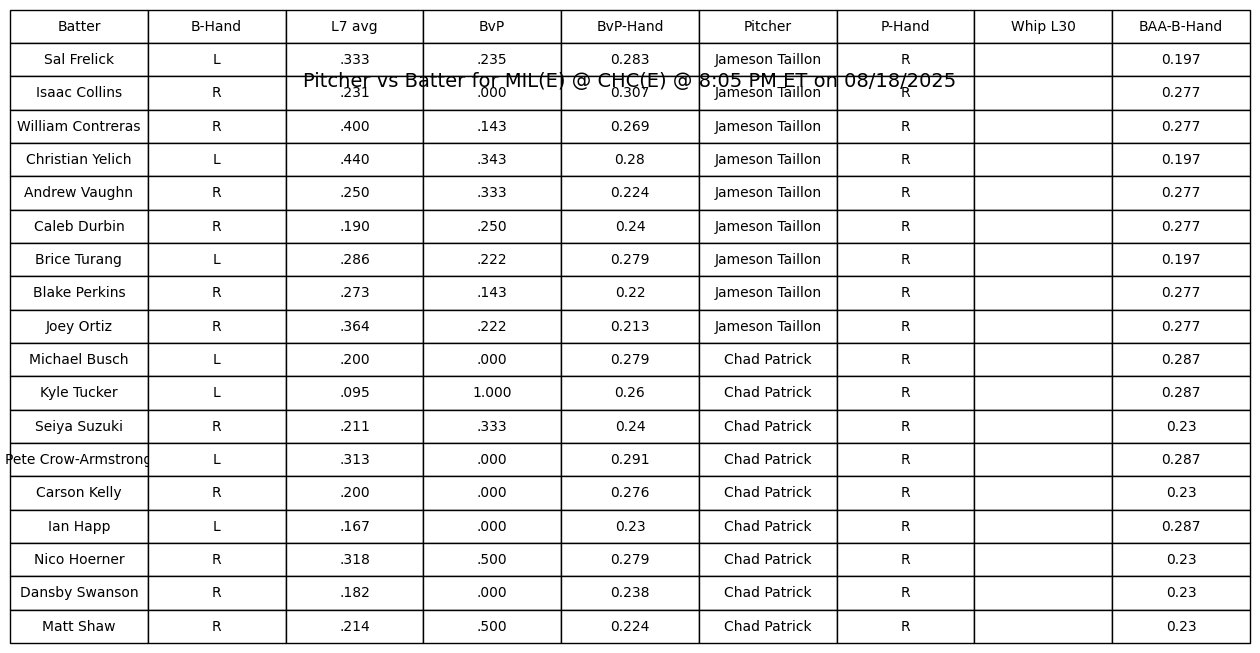 Batter B-Hand L7 avg BvP BvP-Hand Pitcher P-Hand Whip L30 BAA-B-Hand
Sal Frelick L .333 .235 0.283 Jameson Taillon R 0.197
Pitcher vs Batter for MIL(E) @ CHC(E) @ 8:05 PM ET on 08/18/2025
Isaac Collins R .231 .000 0.307 Jameson Taillon R 0.277
William Contreras R .400 .143 0.269 Jameson Taillon R 0.277
Christian Yelich L .440 .343 0.28 Jameson Taillon R 0.197
Andrew Vaughn R .250 .333 0.224 Jameson Taillon R 0.277
Caleb Durbin R .190 .250 0.24 Jameson Taillon R 0.277
Brice Turang L .286 .222 0.279 Jameson Taillon R 0.197
Blake Perkins R .273 .143 0.22 Jameson Taillon R 0.277
Joey Ortiz R .364 .222 0.213 Jameson Taillon R 0.277
Michael Busch L .200 .000 0.279 Chad Patrick R 0.287
Kyle Tucker L .095 1.000 0.26 Chad Patrick R 0.287
Seiya Suzuki R .211 .333 0.24 Chad Patrick R 0.23
Pete Crow-Armstrong L .313 .000 0.291 Chad Patrick R 0.287
Carson Kelly R .200 .000 0.276 Chad Patrick R 0.23
Ian Happ L .167 .000 0.23 Chad Patrick R 0.287
Nico Hoerner R .318 .500 0.279 Chad Patrick R 0.23
Dansby Swanson R .182 .000 0.238 Chad Patrick R 0.23
Matt Shaw R .214 .500 0.224 Chad Patrick R 0.23